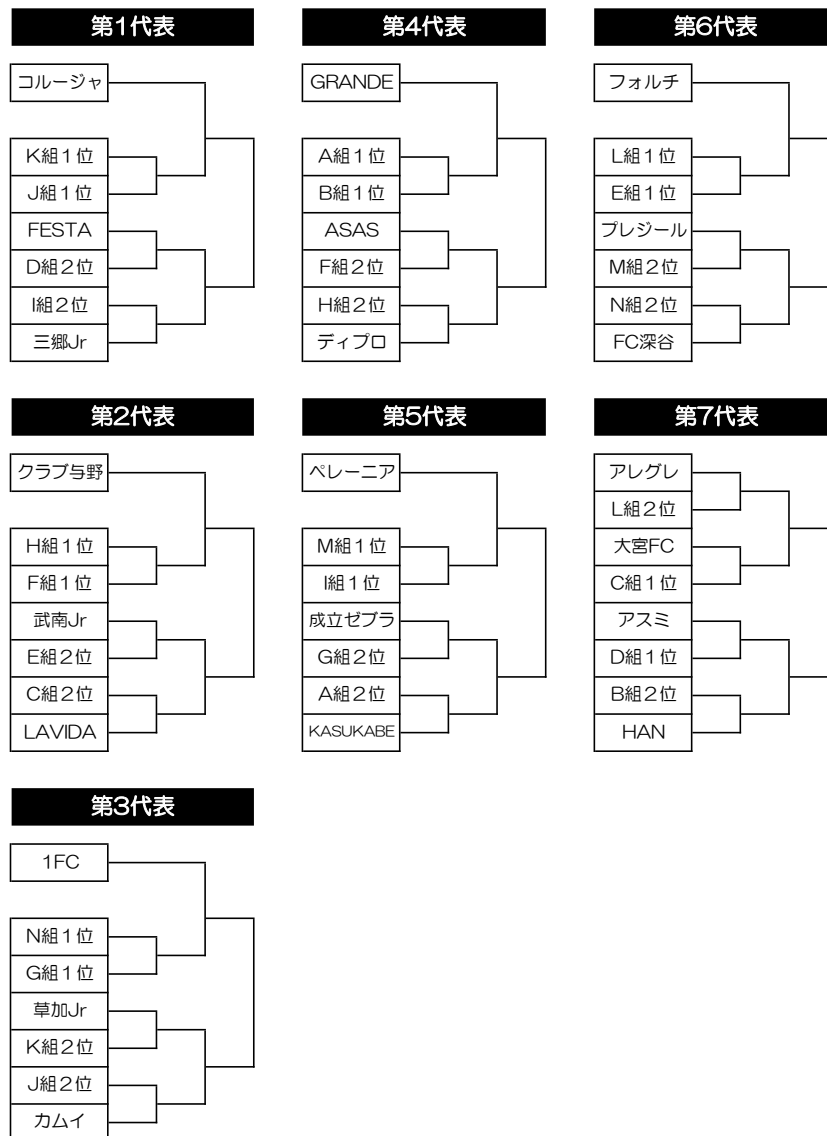 第1代表
コルージャ
K組1位
J組1位
FESTA
D組2位
I組2位
三郷Jr
第2代表
クラブ与野
H組1位
F組1位
武南Jr
E組2位
C組2位
LAVIDA
第3代表
1FC
N組1位
G組1位
草加Jr
K組2位
J組2位
カムイ
第4代表
GRANDE
A組1位
B組1位
ASAS
F組2位
H組2位
ディプロ
第5代表
ペレーニア
M組1位
I組1位
成立ゼブラ
G組2位
A組2位
KASUKABE
第6代表
フォルチ
L組1位
E組1位
プレジール
M組2位
N組2位
FC深谷
第7代表
アレグレ
L組2位
大宮FC
C組1位
アスミ
D組1位
B組2位
HAN